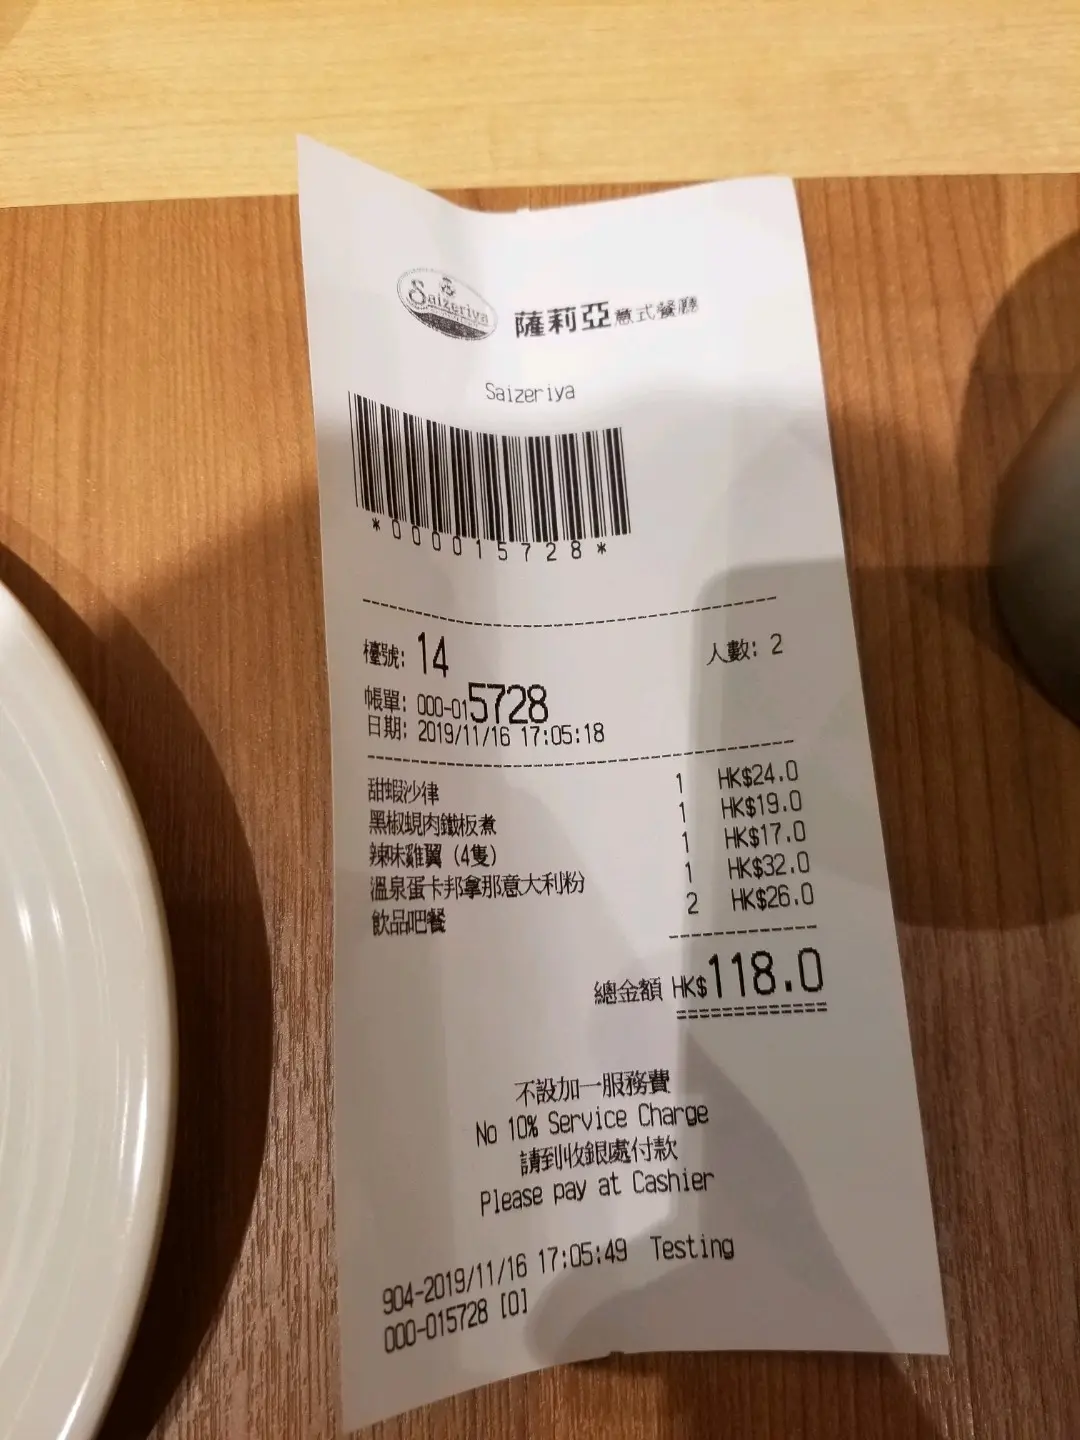 Saizeriya 薩莉亞意式餐廳
Saizeriya
*000015728*
檯號: 14 人數: 2
帳單: 000-015728
日期: 2019/11/16 17:05:18
甜蝦沙律 1 HK$24.0
黑椒蜆肉鐵板煮 1 HK$19.0
辣味雞翼 (4隻) 1 HK$17.0
溫泉蛋卡邦拿那意大利粉 1 HK$32.0
飲品吧餐 2 HK$26.0
總金額 HK$118.0
不設加一服務費
No 10% Service Charge
請到收銀處付款
Please pay at Cashier
904-2019/11/16 17:05:49 Testing
000-015728 [0]